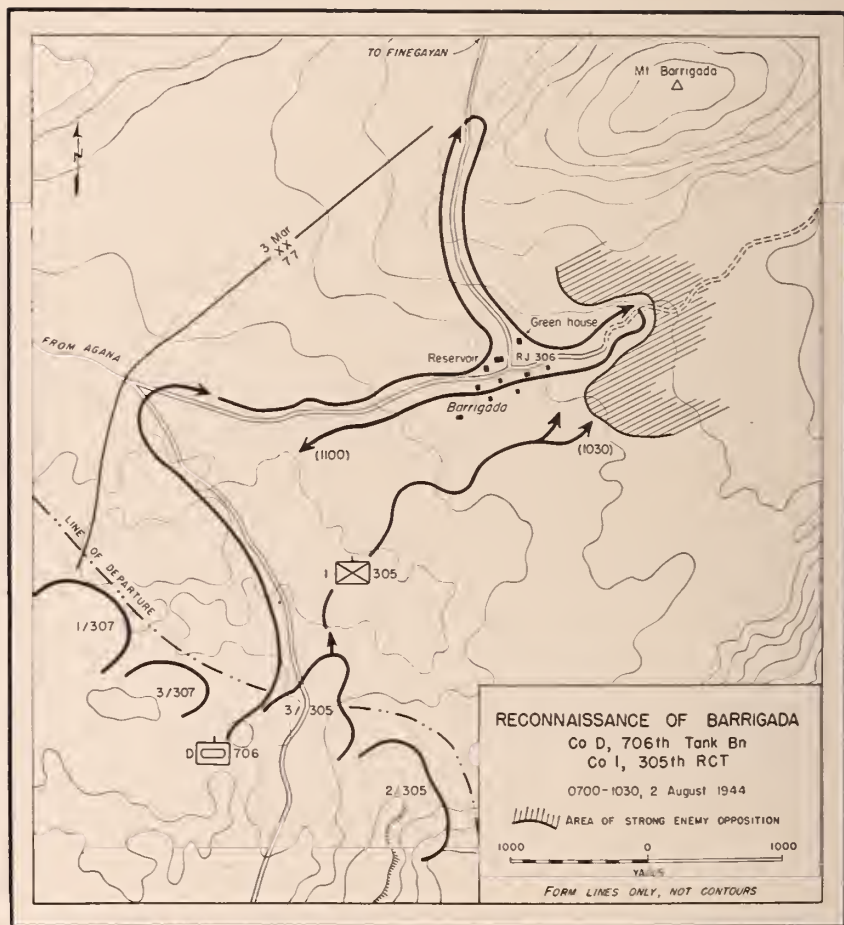 TO FINEGAYAN
Mt Barrigada
N
3 Mar
XX
77
FROM AGANA
Green house
Reservoir
RJ 306
Barrigada
(1100)
(1030)
LINE OF DEPARTURE
I 305
1/307
3/307
3/305
D 706
2/305
RECONNAISSANCE OF BARRIGADA
Co D, 706th Tank Bn
Co I, 305th RCT
0700-1030, 2 August 1944
AREA OF STRONG ENEMY OPPOSITION
1000 0 1000
FORM LINES ONLY, NOT CONTOURS